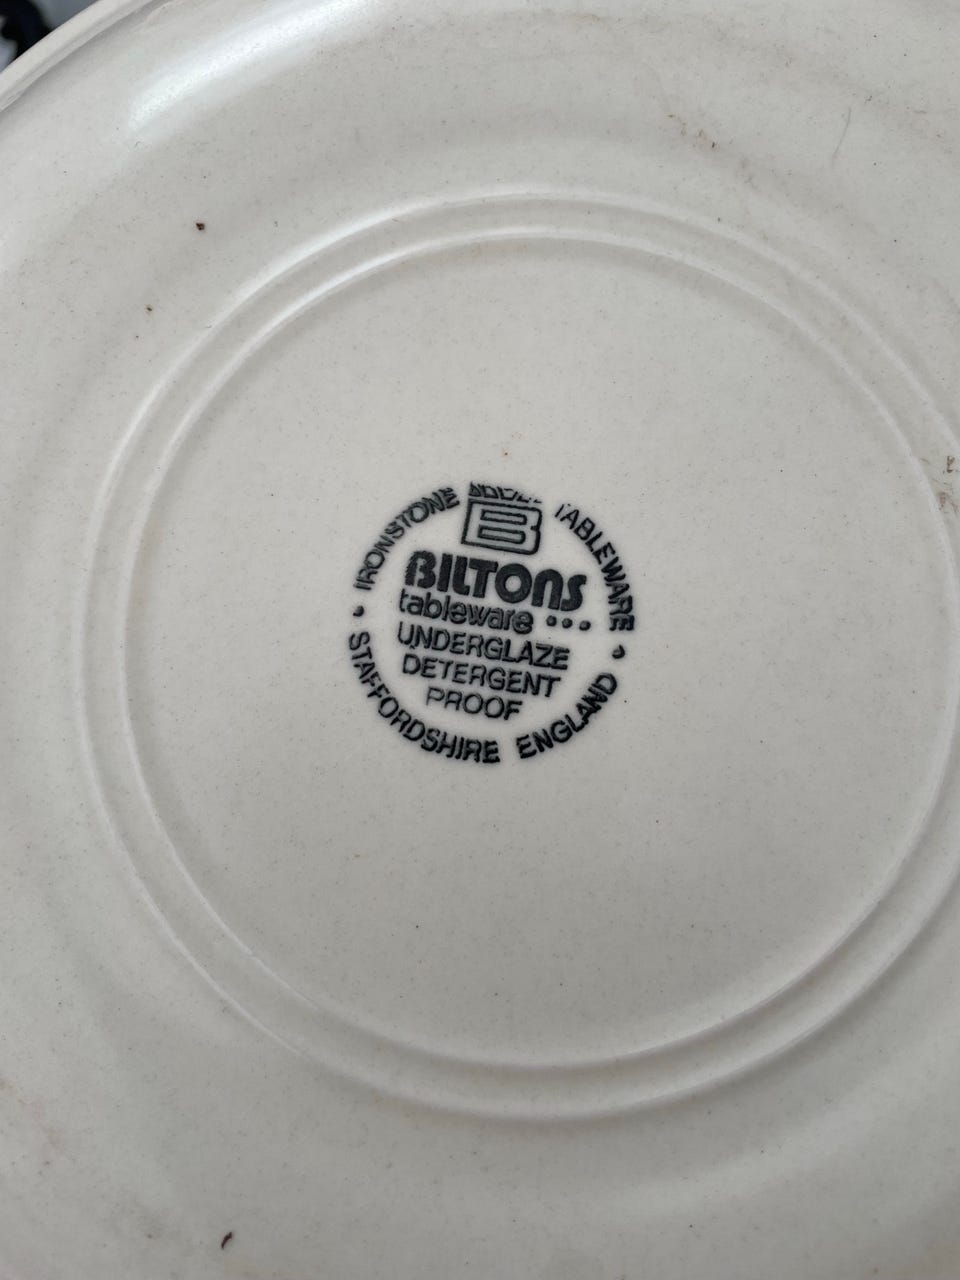 IRONSTONE TABLEWARE
B
BILTONS
tableware •••
UNDERGLAZE
DETERGENT
PROOF
• STAFFORDSHIRE ENGLAND •